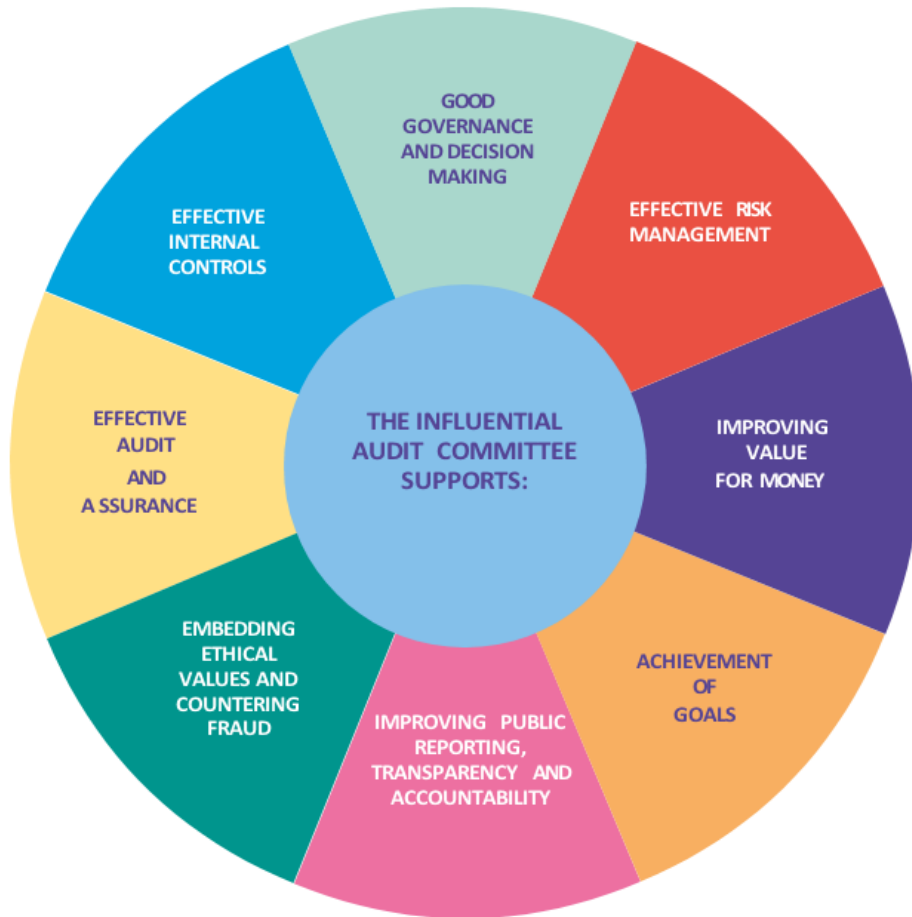 GOOD
GOVERNANCE
AND DECISION
MAKING
EFFECTIVE RISK
MANAGEMENT
IMPROVING
VALUE
FOR MONEY
ACHIEVEMENT
OF
GOALS
IMPROVING PUBLIC
REPORTING,
TRANSPARENCY AND
ACCOUNTABILITY
EMBEDDING
ETHICAL
VALUES AND
COUNTERING
FRAUD
EFFECTIVE
AUDIT
AND
A SSURANCE
EFFECTIVE
INTERNAL
CONTROLS
THE INFLUENTIAL
AUDIT COMMITTEE
SUPPORTS: